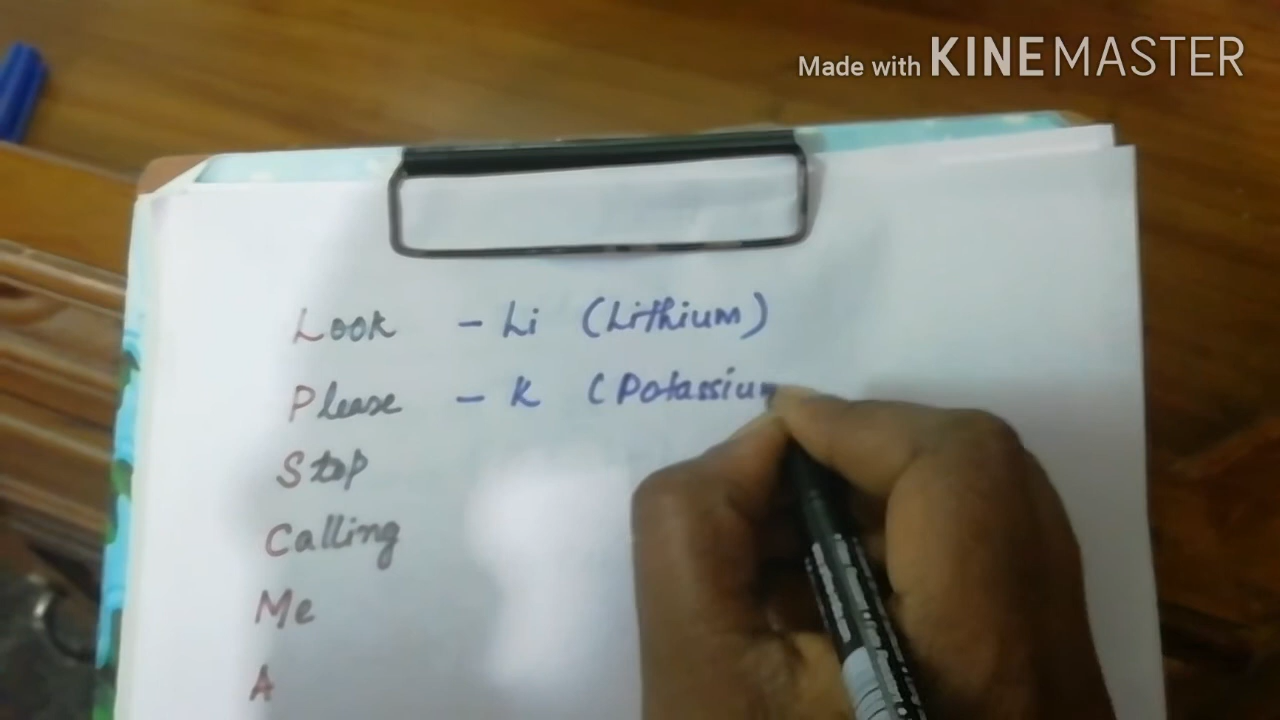 Made with KINEMASTER
Look - Li (Lithium)
Please - K (Potassium
Stop
Calling
Me
A